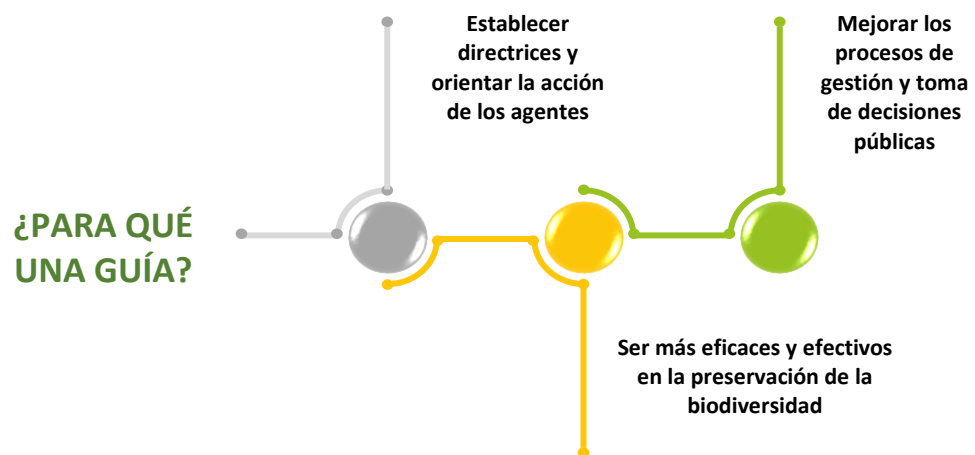 ¿PARA QUÉ
UNA GUÍA?
Establecer
directrices y
orientar la acción
de los agentes
Ser más eficaces y efectivos
en la preservación de la
biodiversidad
Mejorar los
procesos de
gestión y toma
de decisiones
públicas